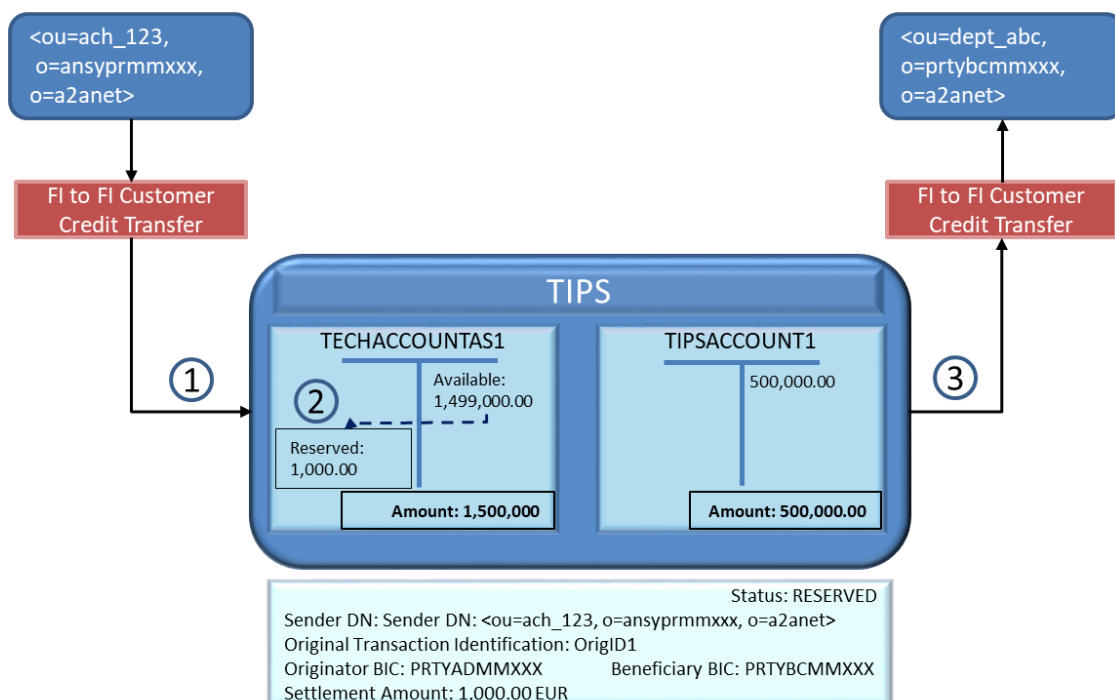 <ou=ach_123,
o=ansyprmmxxx,
o=a2anet>
<ou=dept_abc,
o=prtybcmmxxx,
o=a2anet>
FI to FI Customer
Credit Transfer
FI to FI Customer
Credit Transfer
TIPS
TECHACCOUNTAS1
TIPSACCOUNT1
1
2
3
Available:
1,499,000.00
500,000.00
Reserved:
1,000.00
Amount: 1,500,000
Amount: 500,000.00
Status: RESERVED
Sender DN: Sender DN: <ou=ach_123, o=ansyprmmxxx, o=a2anet>
Original Transaction Identification: OrigID1
Originator BIC: PRTYADMMXXX Beneficiary BIC: PRTYBCMMXXX
Settlement Amount: 1,000.00 EUR